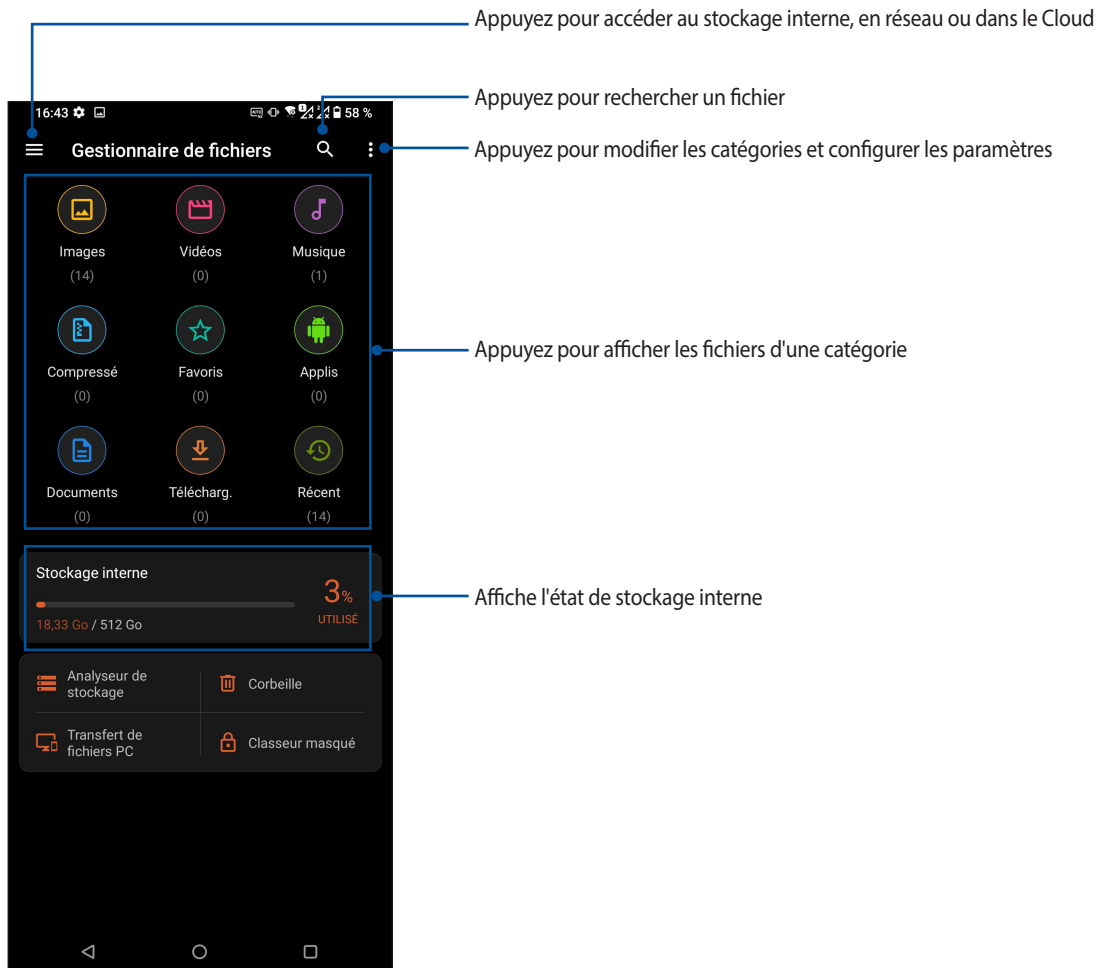 Appuyez pour accéder au stockage interne, en réseau ou dans le Cloud
Appuyez pour rechercher un fichier
16:43 58 %
Gestionnaire de fichiers
Appuyez pour modifier les catégories et configurer les paramètres
Images Vidéos Musique
(14) (0) (1)
Compressé Favoris Applis
(0) (0) (0)
Appuyez pour afficher les fichiers d'une catégorie
Documents Télécharg. Récent
(0) (0) (14)
Stockage interne
3%
UTILISÉ
18,33 Go / 512 Go
Affiche l'état de stockage interne
Analyseur de
stockage
Corbeille
Transfert de
fichiers PC
Classeur masqué